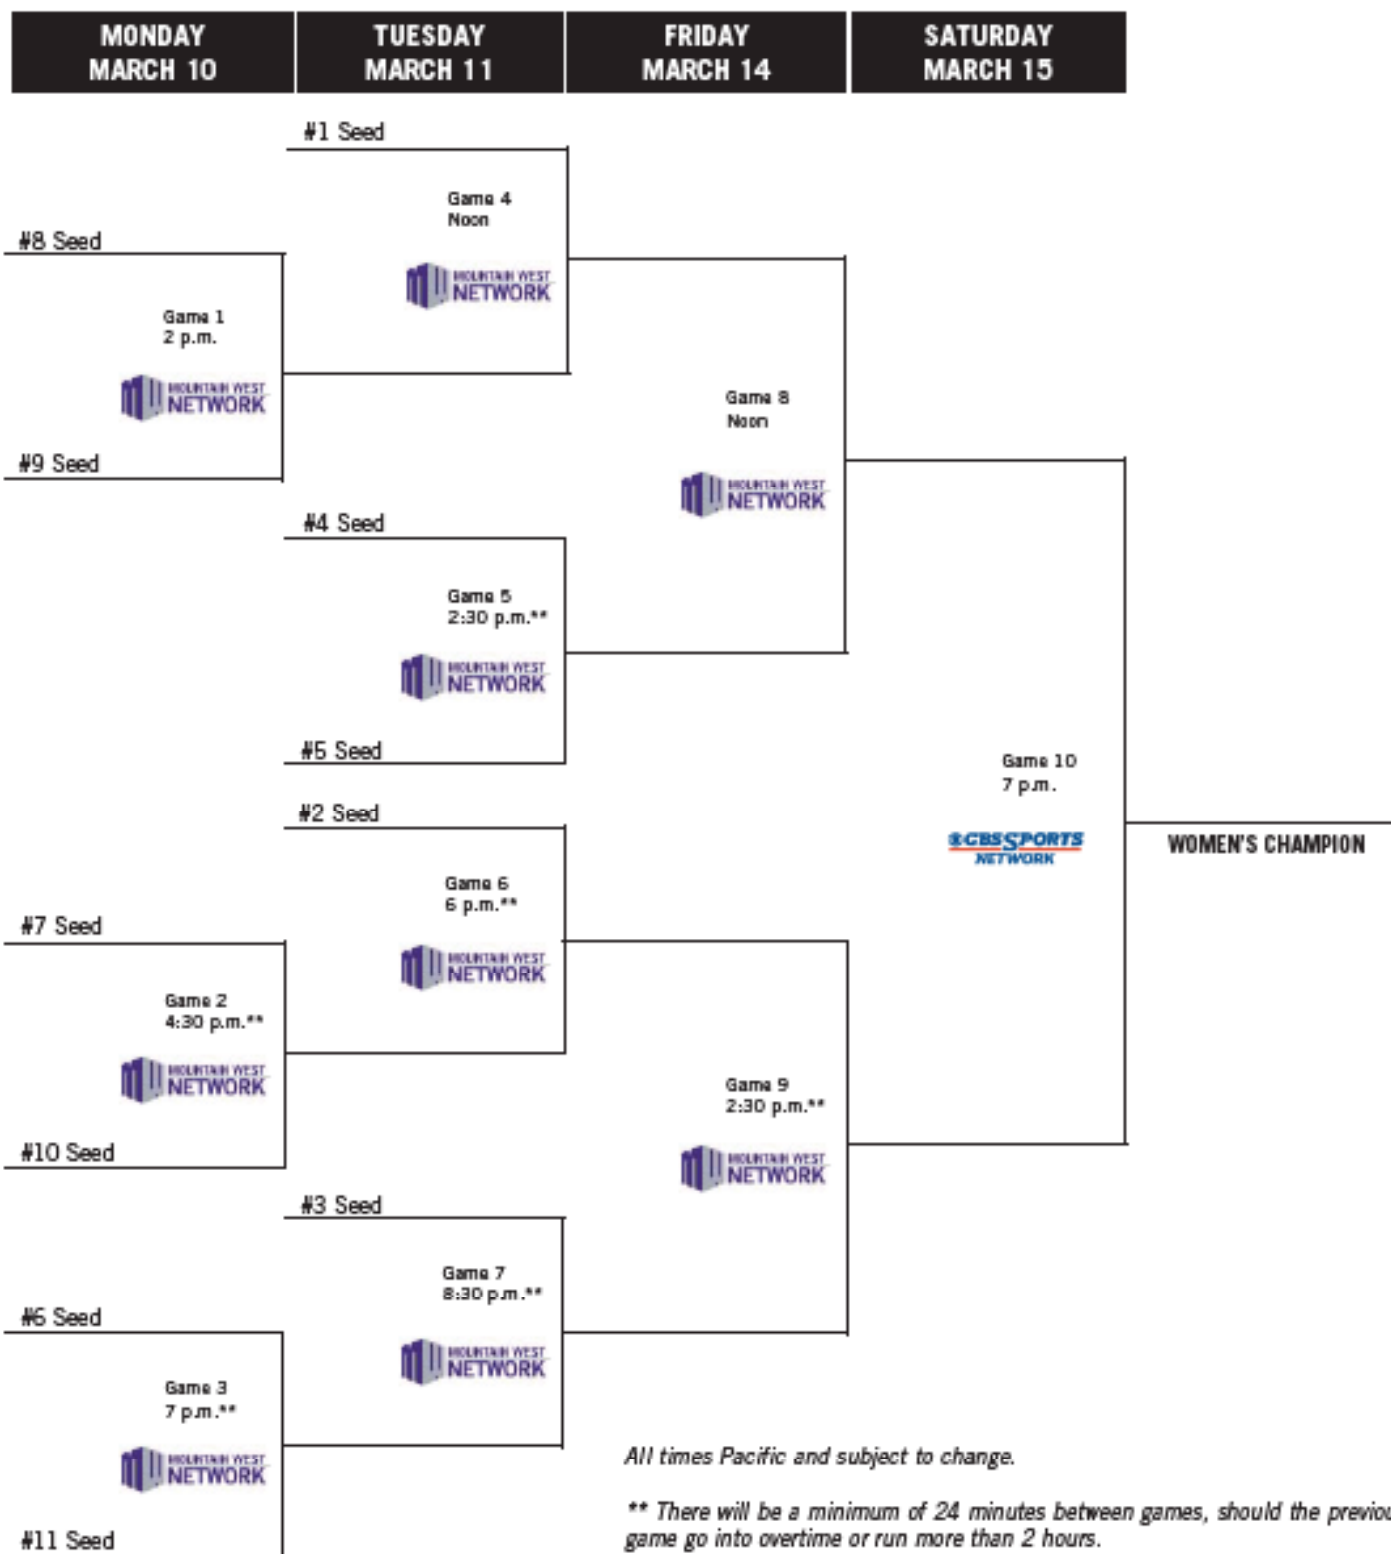 MONDAY
MARCH 10
TUESDAY
MARCH 11
FRIDAY
MARCH 14
SATURDAY
MARCH 15
#1 Seed
Game 4
Noon
MOUNTAIN WEST
NETWORK
#8 Seed
Game 1
2 p.m.
MOUNTAIN WEST
NETWORK
#9 Seed
Game 8
Noon
MOUNTAIN WEST
NETWORK
#4 Seed
Game 5
2:30 p.m.**
MOUNTAIN WEST
NETWORK
#5 Seed
Game 10
7 p.m.
CBS SPORTS
NETWORK
WOMEN'S CHAMPION
#2 Seed
Game 6
6 p.m.**
MOUNTAIN WEST
NETWORK
#7 Seed
Game 2
4:30 p.m.**
MOUNTAIN WEST
NETWORK
#10 Seed
Game 9
2:30 p.m.**
MOUNTAIN WEST
NETWORK
#3 Seed
Game 7
8:30 p.m.**
MOUNTAIN WEST
NETWORK
#6 Seed
Game 3
7 p.m.**
MOUNTAIN WEST
NETWORK
#11 Seed
All times Pacific and subject to change.
** There will be a minimum of 24 minutes between games, should the previou
game go into overtime or run more than 2 hours.